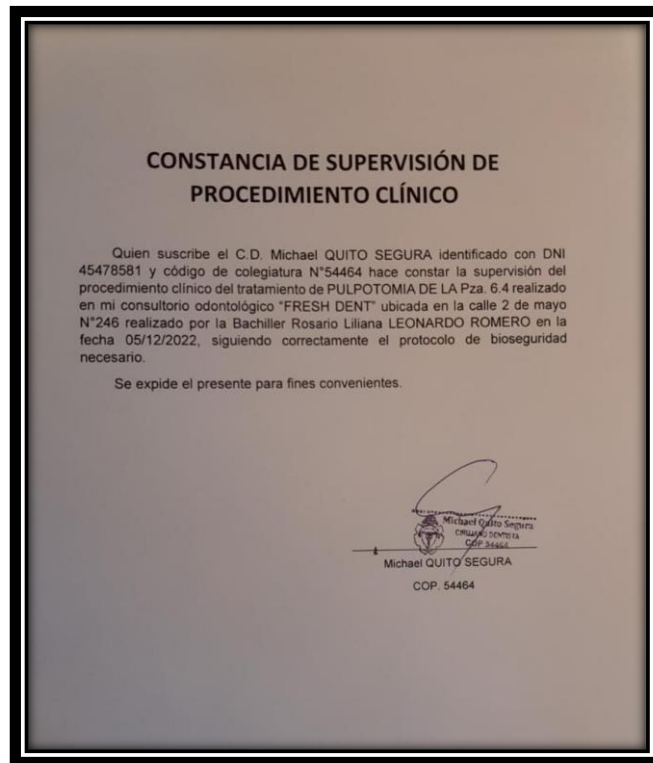 CONSTANCIA DE SUPERVISIÓN DE
PROCEDIMIENTO CLÍNICO
Quien suscribe el C.D. Michael QUITO SEGURA identificado con DNI
45478581 y código de colegiatura N°54464 hace constar la supervisión del
procedimiento clínico del tratamiento de PULPOTOMIA DE LA Pza. 6.4 realizado
en mi consultorio odontológico "FRESH DENT" ubicada en la calle 2 de mayo
N°246 realizado por la Bachiller Rosario Liliana LEONARDO ROMERO en la
fecha 05/12/2022, siguiendo correctamente el protocolo de bioseguridad
necesario.
Se expide el presente para fines convenientes.
Michael Quito Segura
CIRUJANO DENTISTA
COP 54464
Michael QUITO SEGURA
COP. 54464